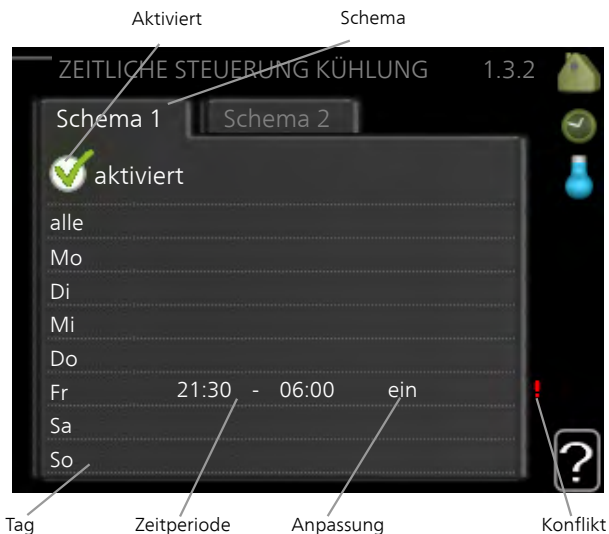 Aktiviert Schema
ZEITLICHE STEUERUNG KÜHLUNG 1.3.2
Schema 1 Schema 2
aktiviert
alle
Mo
Di
Mi
Do
Fr 21:30 - 06:00 ein !
Sa
So
?
Tag Zeitperiode Anpassung Konflikt